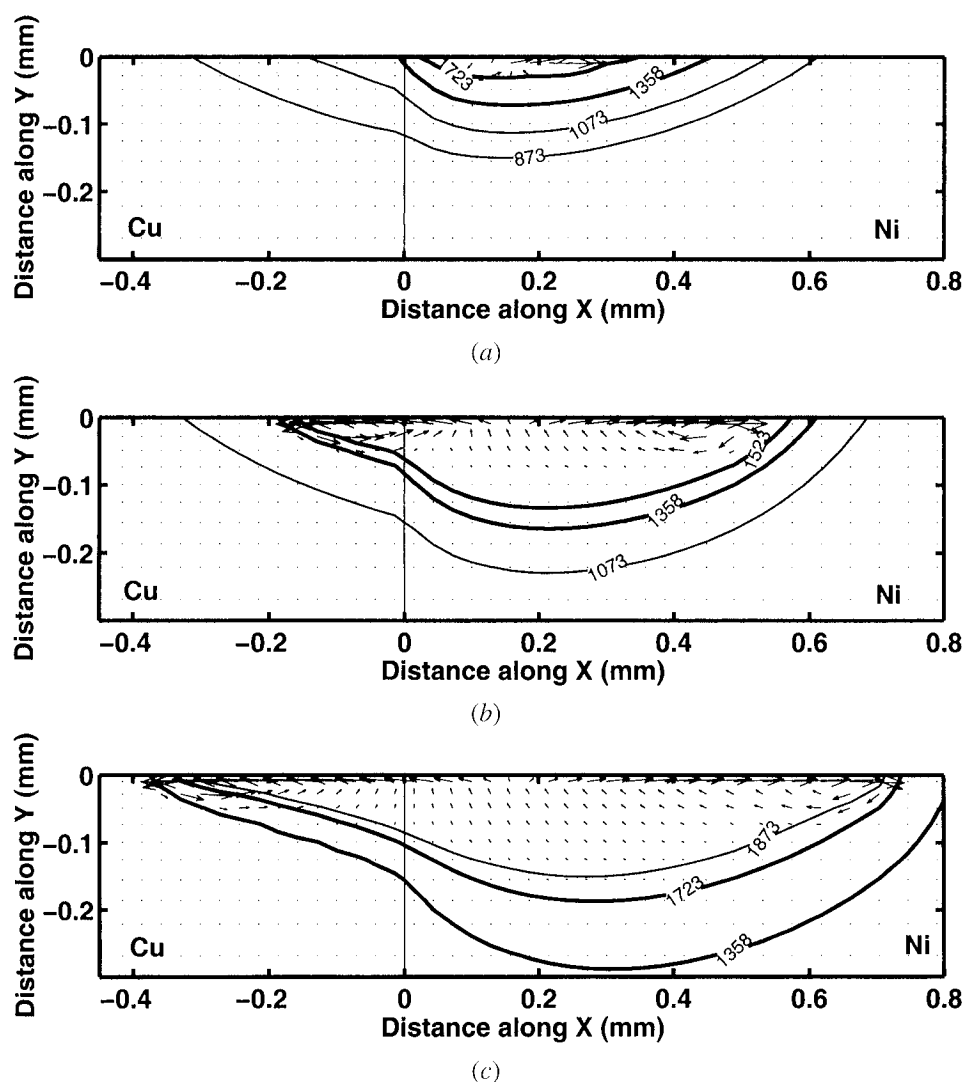 Distance along Y (mm)
0
−0.1
−0.2
1723
1358
1073
873
Cu
Ni
−0.4
−0.2
0
0.2
0.4
0.6
0.8
Distance along X (mm)
(a)
Distance along Y (mm)
0
−0.1
−0.2
1523
1358
1073
Cu
Ni
−0.4
−0.2
0
0.2
0.4
0.6
0.8
Distance along X (mm)
(b)
Distance along Y (mm)
0
−0.1
−0.2
1873
1723
1358
Cu
Ni
−0.4
−0.2
0
0.2
0.4
0.6
0.8
Distance along X (mm)
(c)